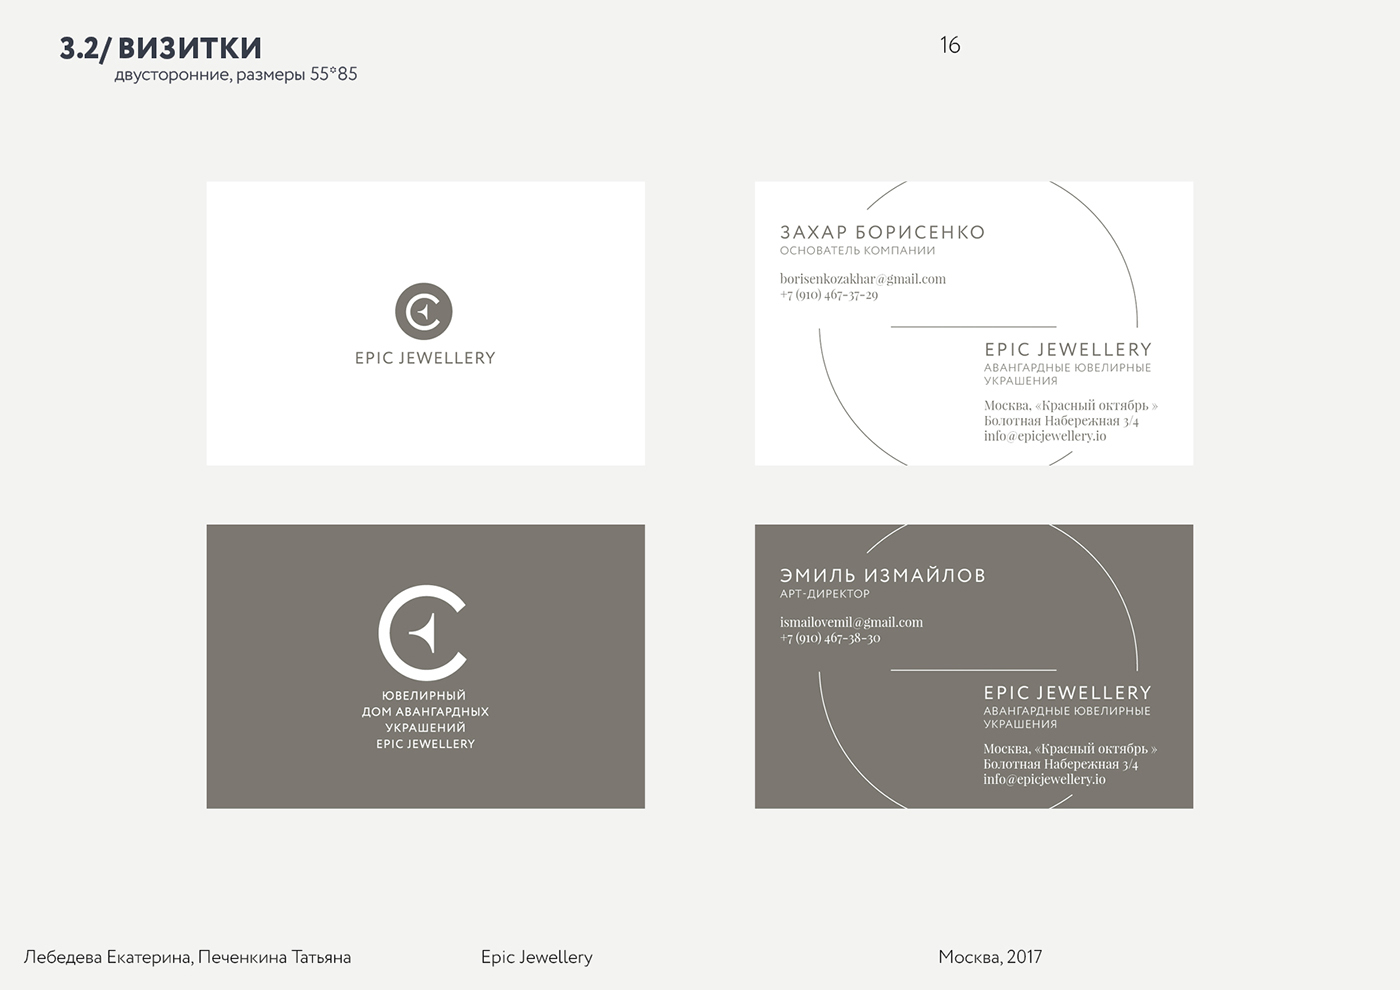 3.2/ ВИЗИТКИ
двусторонние, размеры 55*85
16
EPIC JEWELLERY
ЗАХАР БОРИСЕНКО
ОСНОВАТЕЛЬ КОМПАНИИ
borisenkozakhar@gmail.com
+7 (910) 467-37-29
EPIC JEWELLERY
АВАНГАРДНЫЕ ЮВЕЛИРНЫЕ
УКРАШЕНИЯ
Москва, «Красный октябрь »
Болотная Набережная 3/4
info@epicjewellery.io
ЮВЕЛИРНЫЙ
ДОМ АВАНГАРДНЫХ
УКРАШЕНИЙ
EPIC JEWELLERY
ЭМИЛЬ ИЗМАЙЛОВ
АРТ-ДИРЕКТОР
ismailovemil@gmail.com
+7 (910) 467-38-30
EPIC JEWELLERY
АВАНГАРДНЫЕ ЮВЕЛИРНЫЕ
УКРАШЕНИЯ
Москва, «Красный октябрь »
Болотная Набережная 3/4
info@epicjewellery.io
Лебедева Екатерина, Печенкина Татьяна
Epic Jewellery
Москва, 2017